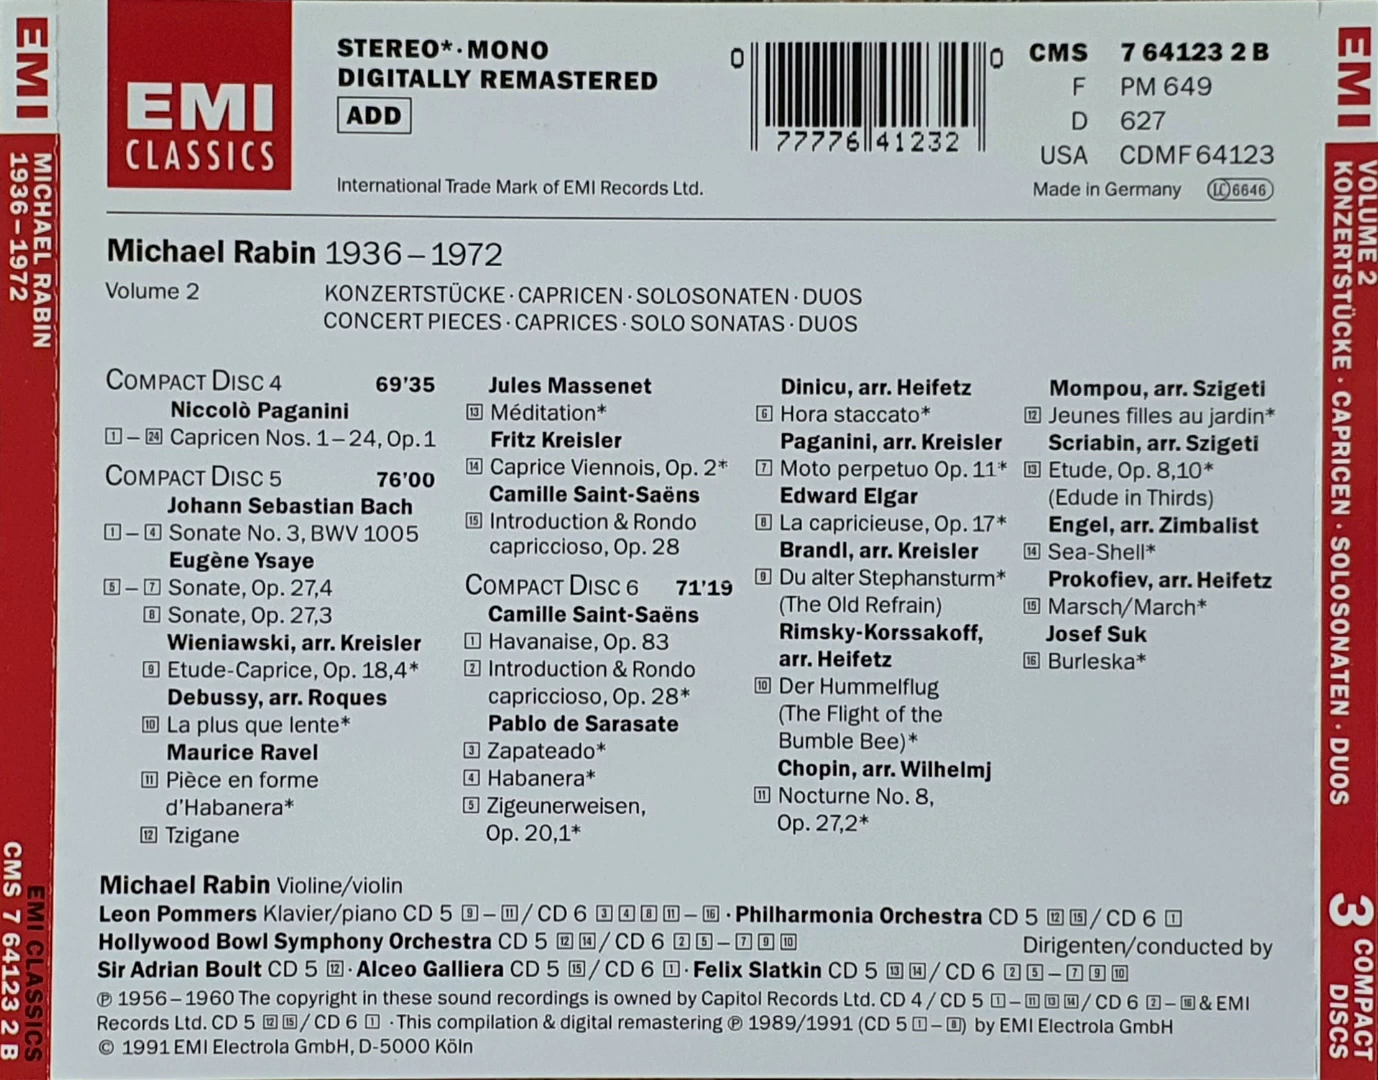 EMI
MICHAEL RABIN
1936–1972
EMI CLASSICS
CMS 7 64123 2 B
EMI
CLASSICS
STEREO*·MONO
DIGITALLY REMASTERED
ADD
International Trade Mark of EMI Records Ltd.
0 77776 41232 0
CMS 7 64123 2 B
F PM 649
D 627
USA CDMF 64123
Made in Germany LC 6646
Michael Rabin 1936–1972
Volume 2
KONZERTSTÜCKE·CAPRICEN·SOLOSONATEN·DUOS
CONCERT PIECES·CAPRICES·SOLO SONATAS·DUOS
COMPACT DISC 4 69'35
Niccolò Paganini
1–24 Capricen Nos. 1–24, Op.1
COMPACT DISC 5 76'00
Johann Sebastian Bach
1–4 Sonate No. 3, BWV 1005
Eugène Ysaye
5–7 Sonate, Op. 27,4
8 Sonate, Op. 27,3
Wieniawski, arr. Kreisler
9 Etude-Caprice, Op. 18,4*
Debussy, arr. Roques
10 La plus que lente*
Maurice Ravel
11 Pièce en forme
d'Habanera*
12 Tzigane
Jules Massenet
13 Méditation*
Fritz Kreisler
14 Caprice Viennois, Op. 2*
Camille Saint-Saëns
15 Introduction & Rondo
capriccioso, Op. 28
COMPACT DISC 6 71'19
Camille Saint-Saëns
1 Havanaise, Op. 83
2 Introduction & Rondo
capriccioso, Op. 28*
Pablo de Sarasate
3 Zapateado*
4 Habanera*
5 Zigeunerweisen,
Op. 20,1*
Dinicu, arr. Heifetz
6 Hora staccato*
Paganini, arr. Kreisler
7 Moto perpetuo Op. 11*
Edward Elgar
8 La capricieuse, Op. 17*
Brandl, arr. Kreisler
9 Du alter Stephansturm*
(The Old Refrain)
Rimsky-Korssakoff,
arr. Heifetz
10 Der Hummelflug
(The Flight of the
Bumble Bee)*
Chopin, arr. Wilhelmj
11 Nocturne No. 8,
Op. 27,2*
Mompou, arr. Szigeti
12 Jeunes filles au jardin*
Scriabin, arr. Szigeti
13 Etude, Op. 8,10*
(Edude in Thirds)
Engel, arr. Zimbalist
14 Sea-Shell*
Prokofiev, arr. Heifetz
15 Marsch/March*
Josef Suk
16 Burleska*
Michael Rabin Violine/violin
Leon Pommers Klavier/piano CD 5 9–11/CD 6 3 4 8 11–16·Philharmonia Orchestra CD 5 12 15/CD 6 1
Hollywood Bowl Symphony Orchestra CD 5 12 14/CD 6 2 5–7 9 10 Dirigenten/conducted by
Sir Adrian Boult CD 5 12·Alceo Galliera CD 5 15/CD 6 1·Felix Slatkin CD 5 13 14/CD 6 2 5–7 9 10
℗ 1956–1960 The copyright in these sound recordings is owned by Capitol Records Ltd. CD 4/CD 5 1–11 13 14/CD 6 2–16 & EMI
Records Ltd. CD 5 12 15/CD 6 1 ·This compilation & digital remastering ℗ 1989/1991 (CD 5 1–8) by EMI Electrola GmbH
© 1991 EMI Electrola GmbH, D-5000 Köln
EMI
VOLUME 2
KONZERTSTÜCKE·CAPRICEN·SOLOSONATEN·DUOS
3 COMPACT
DISCS